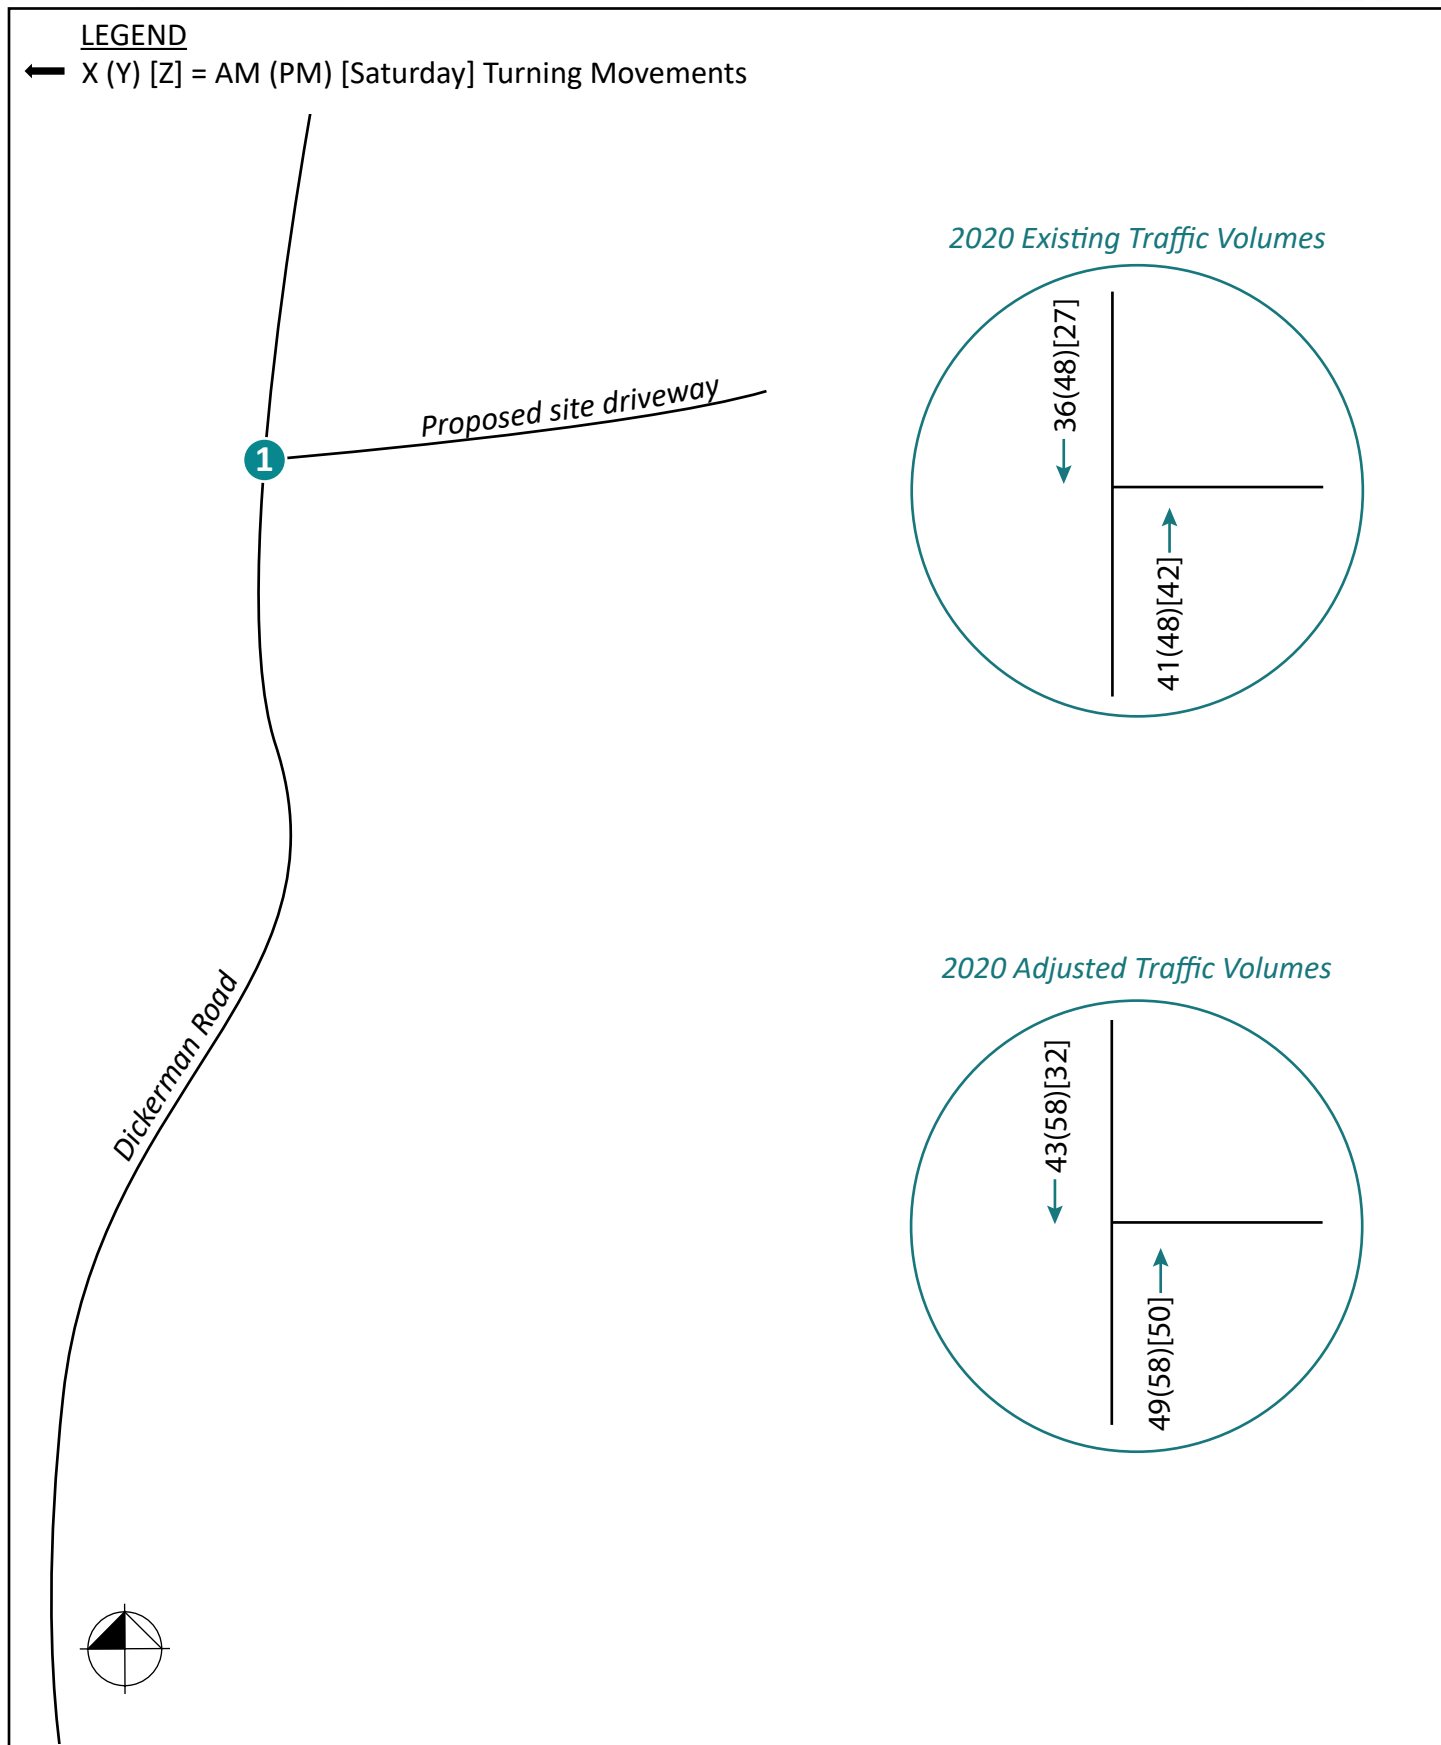 LEGEND
X (Y) [Z] = AM (PM) [Saturday] Turning Movements
2020 Existing Traffic Volumes
36(48)[27]
41(48)[42]
Proposed site driveway
1
Dickerman Road
2020 Adjusted Traffic Volumes
43(58)[32]
49(58)[50]